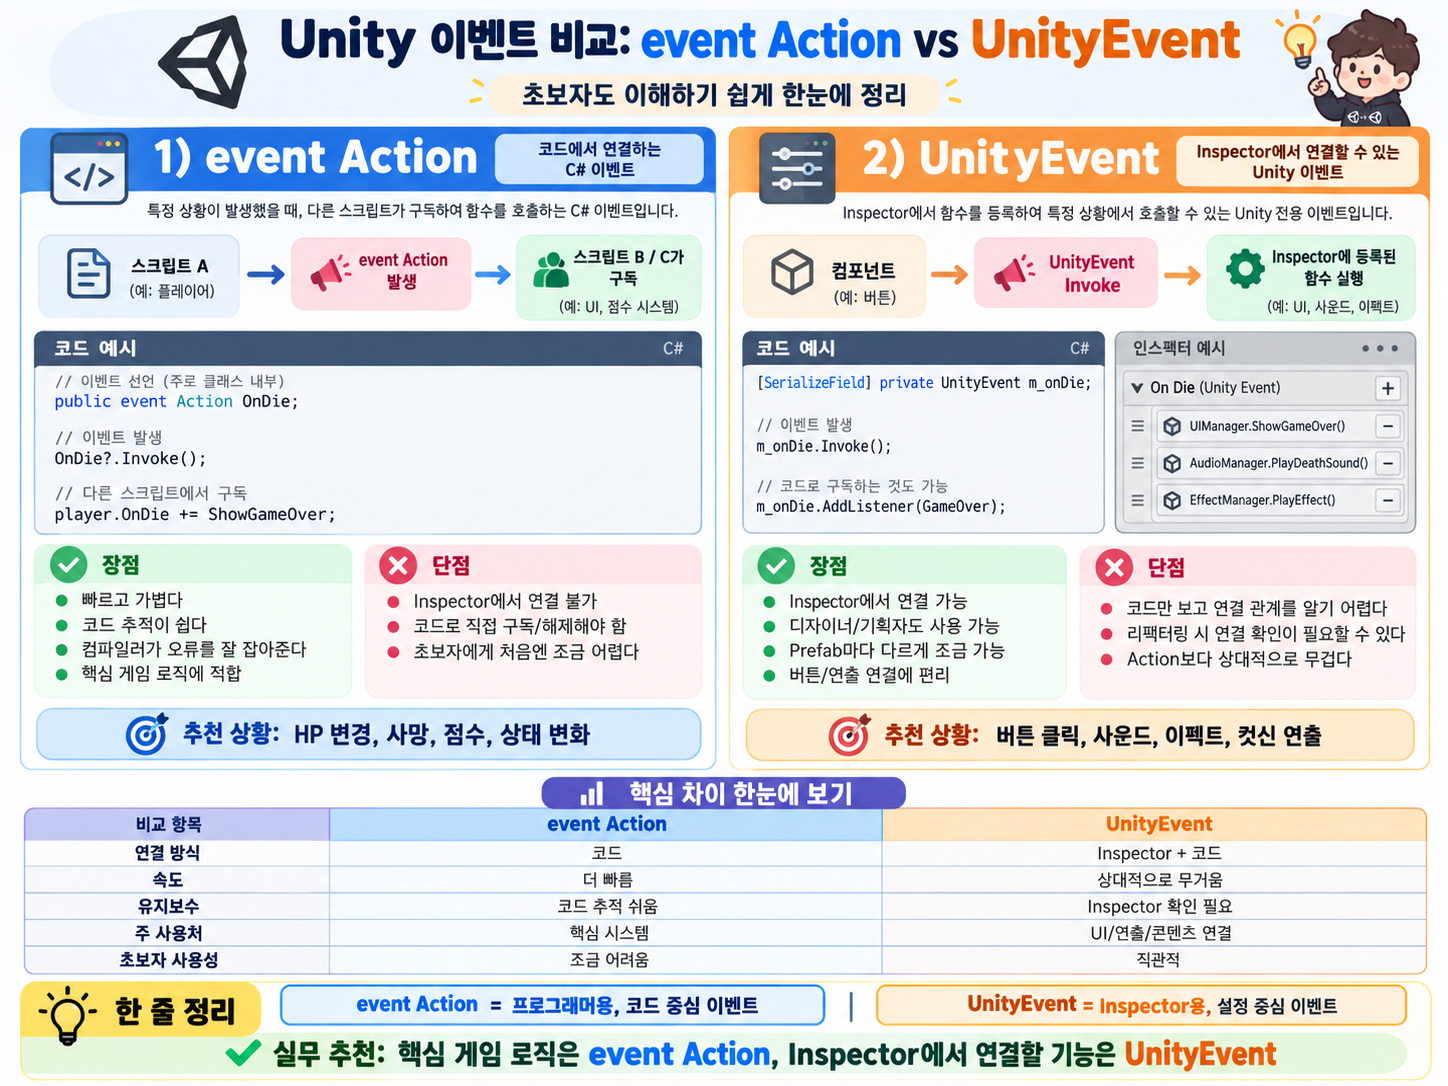 Unity 이벤트 비교: event Action vs UnityEvent
초보자도 이해하기 쉽게 한눈에 정리
</>
1) event Action
코드에서 연결하는
C# 이벤트
특정 상황이 발생했을 때, 다른 스크립트가 구독하여 함수를 호출하는 C# 이벤트입니다.
스크립트 A
(예: 플레이어)
event Action
발생
스크립트 B / C가
구독
(예: UI, 점수 시스템)
코드 예시
C#
// 이벤트 선언 (주로 클래스 내부)
public event Action OnDie;
// 이벤트 발생
OnDie?.Invoke();
// 다른 스크립트에서 구독
player.OnDie += ShowGameOver;
장점
빠르고 가볍다
코드 추적이 쉽다
컴파일러가 오류를 잘 잡아준다
핵심 게임 로직에 적합
단점
Inspector에서 연결 불가
코드로 직접 구독/해제해야 함
초보자에게 처음엔 조금 어렵다
추천 상황: HP 변경, 사망, 점수, 상태 변화
2) UnityEvent
Inspector에서 연결할 수 있는
Unity 이벤트
Inspector에서 함수를 등록하여 특정 상황에서 호출할 수 있는 Unity 전용 이벤트입니다.
컴포넌트
(예: 버튼)
UnityEvent
Invoke
Inspector에 등록된
함수 실행
(예: UI, 사운드, 이펙트)
코드 예시
C#
[SerializeField] private UnityEvent m_onDie;
// 이벤트 발생
m_onDie.Invoke();
// 코드로 구독하는 것도 가능
m_onDie.AddListener(GameOver);
인스펙터 예시
On Die (Unity Event)
UIManager.ShowGameOver()
AudioManager.PlayDeathSound()
EffectManager.PlayEffect()
장점
Inspector에서 연결 가능
디자이너/기획자도 사용 가능
Prefab마다 다르게 조금 가능
버튼/연출 연결에 편리
단점
코드만 보고 연결 관계를 알기 어렵다
리팩터링 시 연결 확인이 필요할 수 있다
Action보다 상대적으로 무겁다
추천 상황: 버튼 클릭, 사운드, 이펙트, 컷신 연출
핵심 차이 한눈에 보기
비교 항목 event Action UnityEvent
연결 방식 코드 Inspector + 코드
속도 더 빠름 상대적으로 무거움
유지보수 코드 추적 쉬움 Inspector 확인 필요
주 사용처 핵심 시스템 UI/연출/콘텐츠 연결
초보자 사용성 조금 어려움 직관적
한 줄 정리
event Action = 프로그래머용, 코드 중심 이벤트
UnityEvent = Inspector용, 설정 중심 이벤트
실무 추천: 핵심 게임 로직은 event Action, Inspector에서 연결할 기능은 UnityEvent